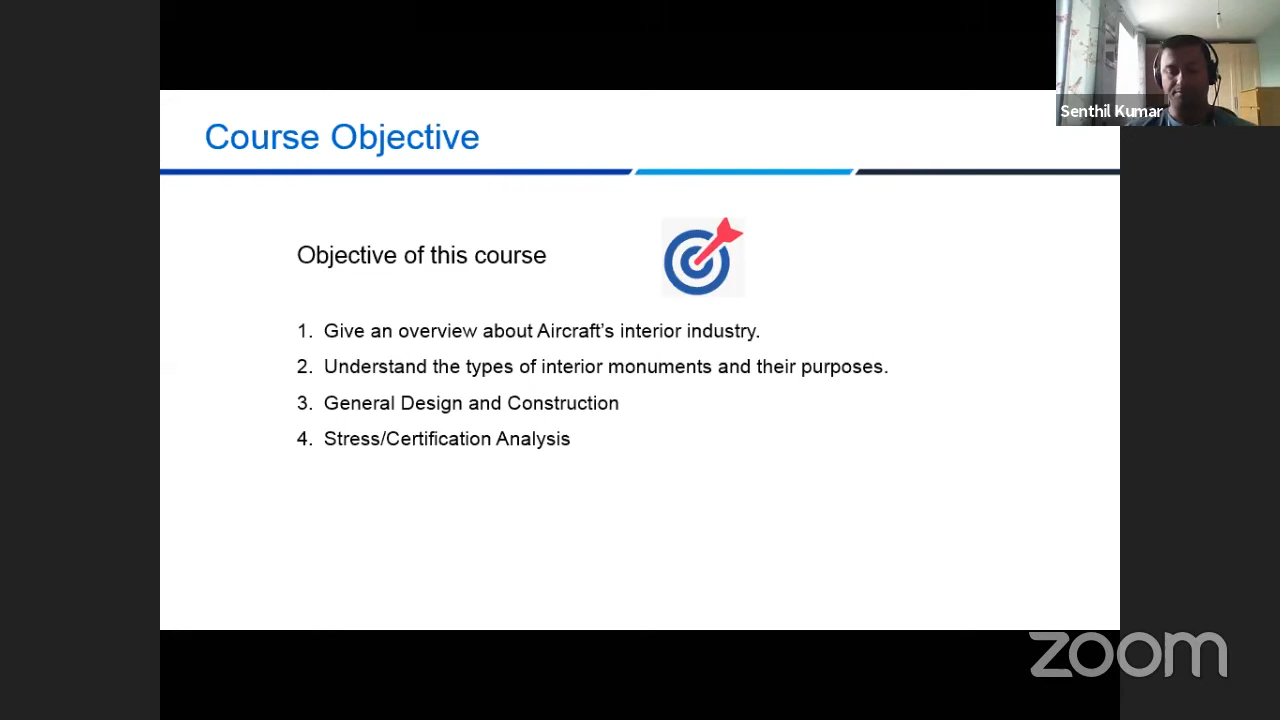 Senthil Kumar
Course Objective
Objective of this course
1. Give an overview about Aircraft's interior industry.
2. Understand the types of interior monuments and their purposes.
3. General Design and Construction
4. Stress/Certification Analysis
zoom